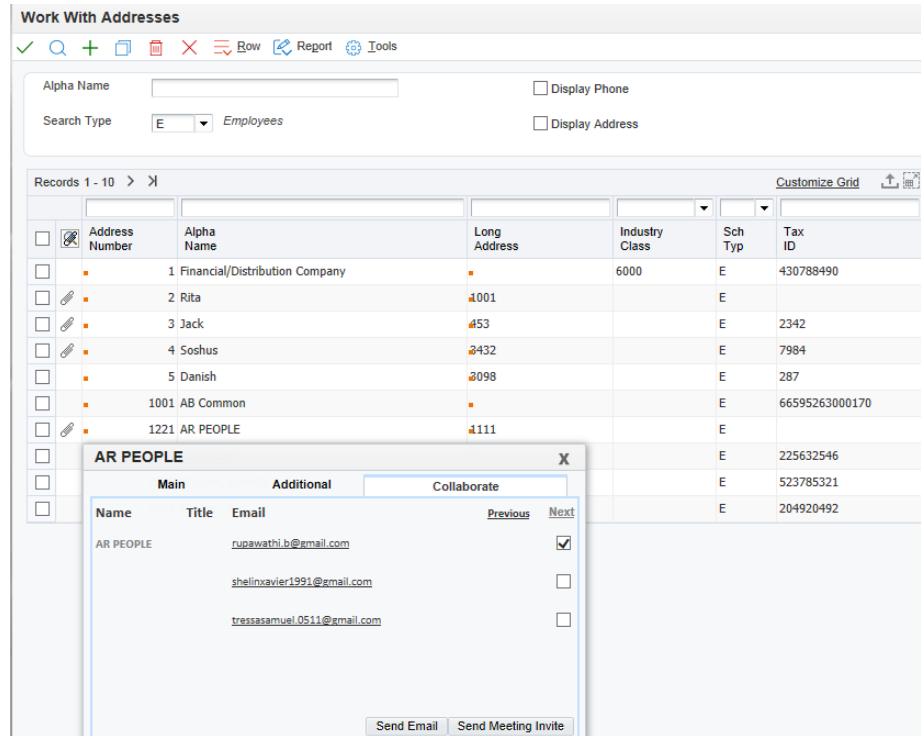 Work With Addresses
Row Report Tools
Alpha Name Display Phone
Search Type E Employees Display Address
Records 1 - 10 Customize Grid
Address Number Alpha Name Long Address Industry Class Sch Typ Tax ID
1 Financial/Distribution Company 6000 E 430788490
2 Rita 1001 E
3 Jack 453 E 2342
4 Soshus 3432 E 7984
5 Danish 3098 E 287
1001 AB Common E 66595263000170
1221 AR PEOPLE 1111 E
E 225632546
E 523785321
E 204920492
AR PEOPLE X
Main Additional Collaborate
Name Title Email Previous Next
AR PEOPLE rupawathi.b@gmail.com
shelinxavier1991@gmail.com
tressasamuel.0511@gmail.com
Send Email Send Meeting Invite